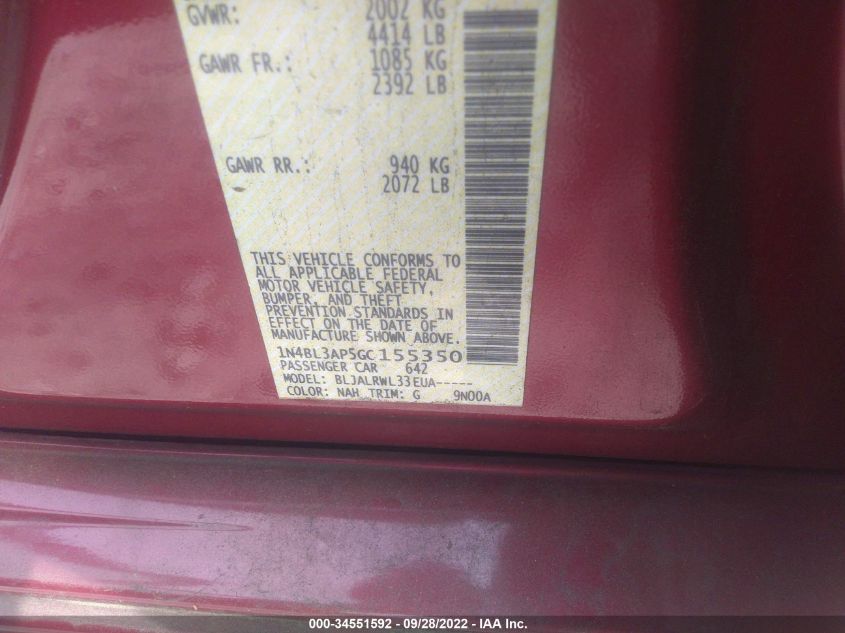 GVWR: 2002 KG
4414 LB
GAWR FR.: 1085 KG
2392 LB
GAWR RR.: 940 KG
2072 LB
THIS VEHICLE CONFORMS TO
ALL APPLICABLE FEDERAL
MOTOR VEHICLE SAFETY,
BUMPER, AND THEFT
PREVENTION STANDARDS IN
EFFECT ON THE DATE OF
MANUFACTURE SHOWN ABOVE.
1N4BL3AP5GC155350
PASSENGER CAR 642
MODEL: BLJALRWL33EUA-----
COLOR: NAH TRIM: G 9N00A
000-34551592 - 09/28/2022 - IAA Inc.